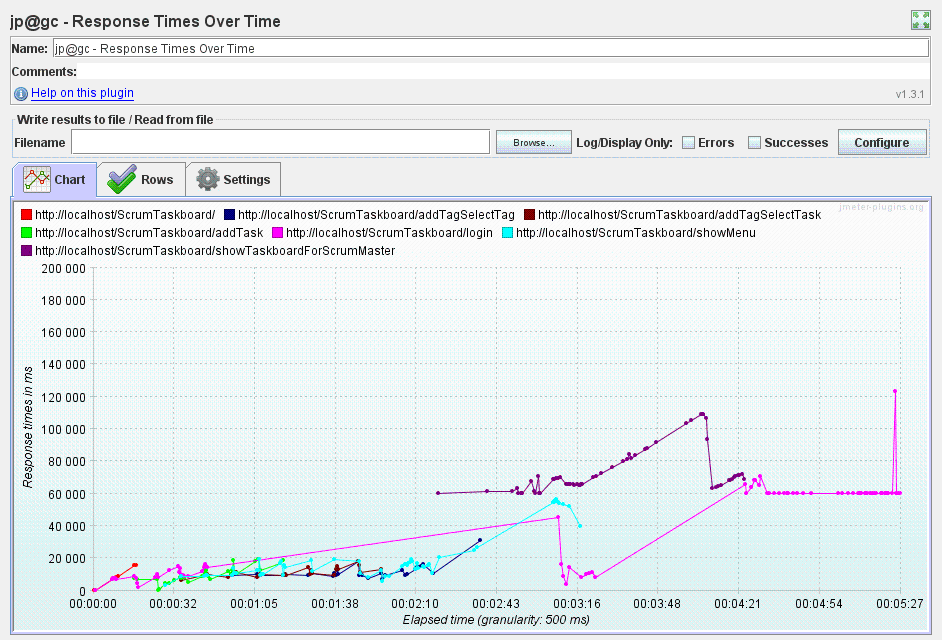 jp@gc - Response Times Over Time
Name: jp@gc - Response Times Over Time
Comments:
Help on this plugin
v1.3.1
Write results to file / Read from file
Filename Browse... Log/Display Only: Errors Successes Configure
Chart Rows Settings
jmeter-plugins.org
http://localhost/ScrumTaskboard/ http://localhost/ScrumTaskboard/addTagSelectTag http://localhost/ScrumTaskboard/addTagSelectTask
http://localhost/ScrumTaskboard/addTask http://localhost/ScrumTaskboard/login http://localhost/ScrumTaskboard/showMenu
http://localhost/ScrumTaskboard/showTaskboardForScrumMaster
200 000
180 000
160 000
140 000
120 000
100 000
80 000
60 000
40 000
20 000
0
Response times in ms
00:00:00 00:00:32 00:01:05 00:01:38 00:02:10 00:02:43 00:03:16 00:03:48 00:04:21 00:04:54 00:05:27
Elapsed time (granularity: 500 ms)